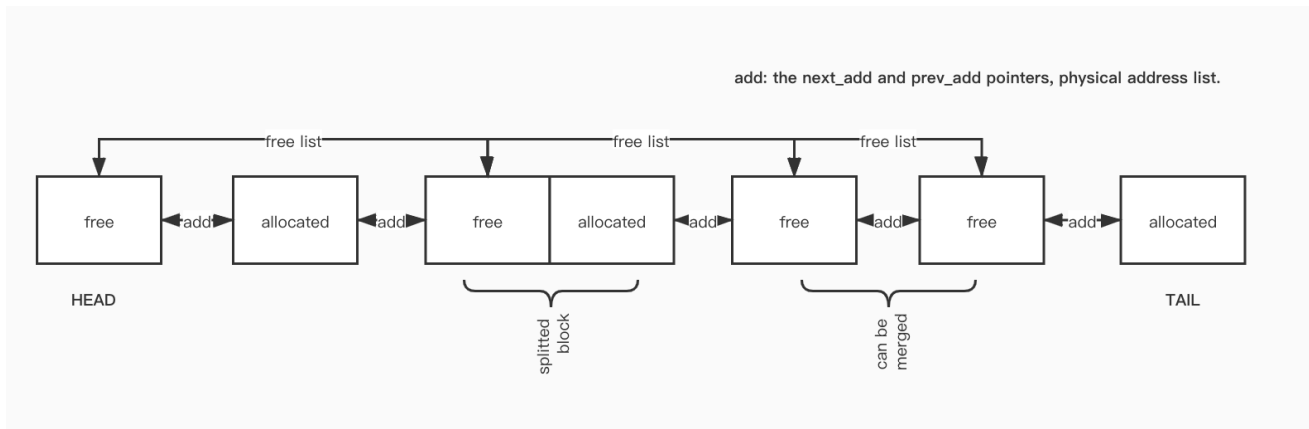 add: the next_add and prev_add pointers, physical address list.
free list
free list
free list
free
add
allocated
add
free
allocated
add
free
add
free
add
allocated
HEAD
TAIL
splitted
block
can be
merged